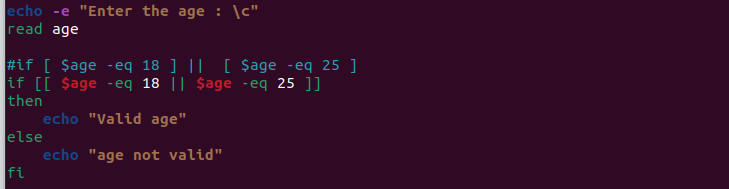 echo -e "Enter the age : \c"
read age

#if [ $age -eq 18 ] ||  [ $age -eq 25 ]
if [[ $age -eq 18 || $age -eq 25 ]]
then
    echo "Valid age"
else
    echo "age not valid"
fi